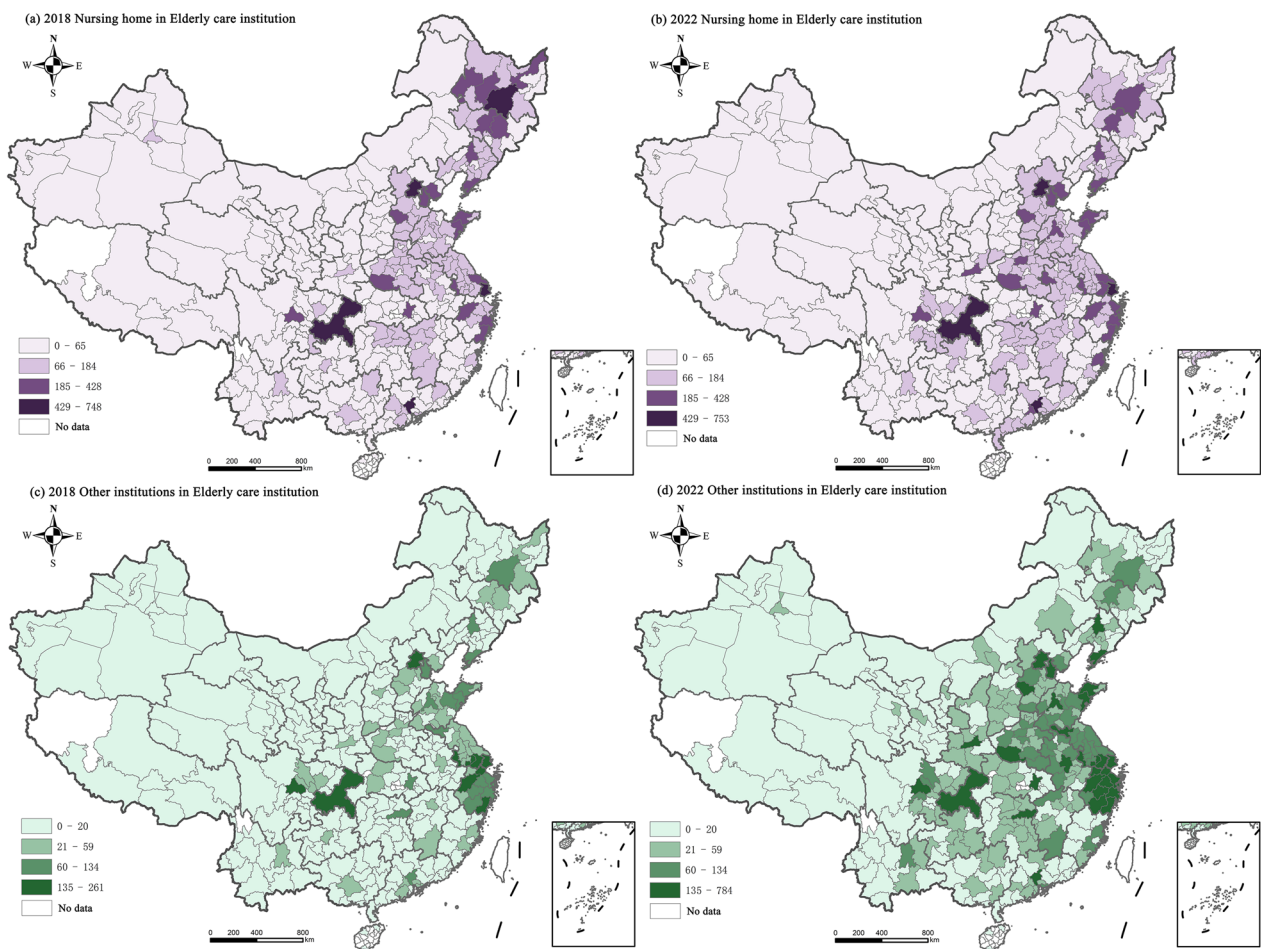 (a) 2018 Nursing home in Elderly care institution
N
W E
S
0 – 65
66 – 184
185 – 428
429 – 748
No data
0 200 400 800
km
(b) 2022 Nursing home in Elderly care institution
N
W E
S
0 – 65
66 – 184
185 – 428
429 – 753
No data
0 200 400 800
km
(c) 2018 Other institutions in Elderly care institution
N
W E
S
0 – 20
21 – 59
60 – 134
135 – 261
No data
0 200 400 800
km
(d) 2022 Other institutions in Elderly care institution
N
W E
S
0 – 20
21 – 59
60 – 134
135 – 784
No data
0 200 400 800
km